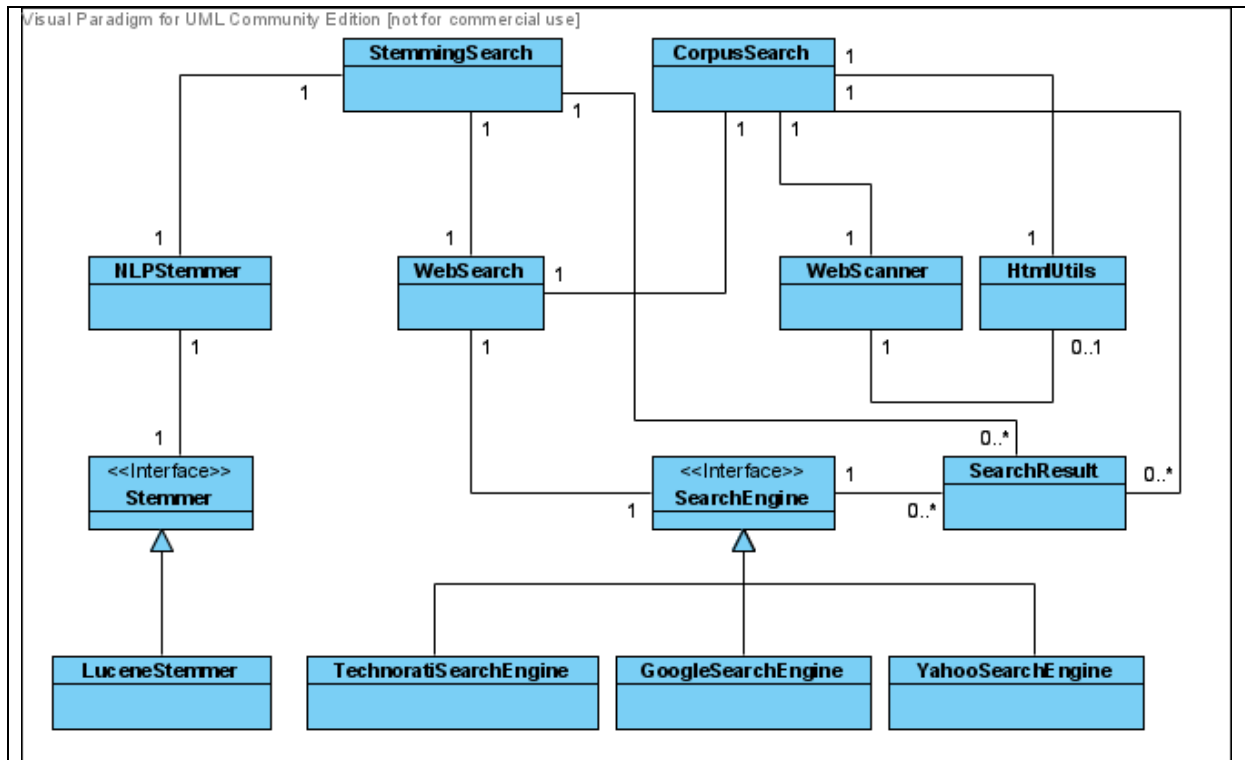 Visual Paradigm for UML Community Edition [not for commercial use]
StemmingSearch
CorpusSearch
1
1
1
1
1
1
1
1
1
1
1
1
NLPStemmer
WebSearch
WebScanner
HtmlUtils
1
1
1
1
0..1
1
0..*
<<Interface>>
Stemmer
<<Interface>>
SearchEngine
1
SearchResult
0..*
1
0..*
LuceneStemmer
TechnoratiSearchEngine
GoogleSearchEngine
YahooSearchEngine